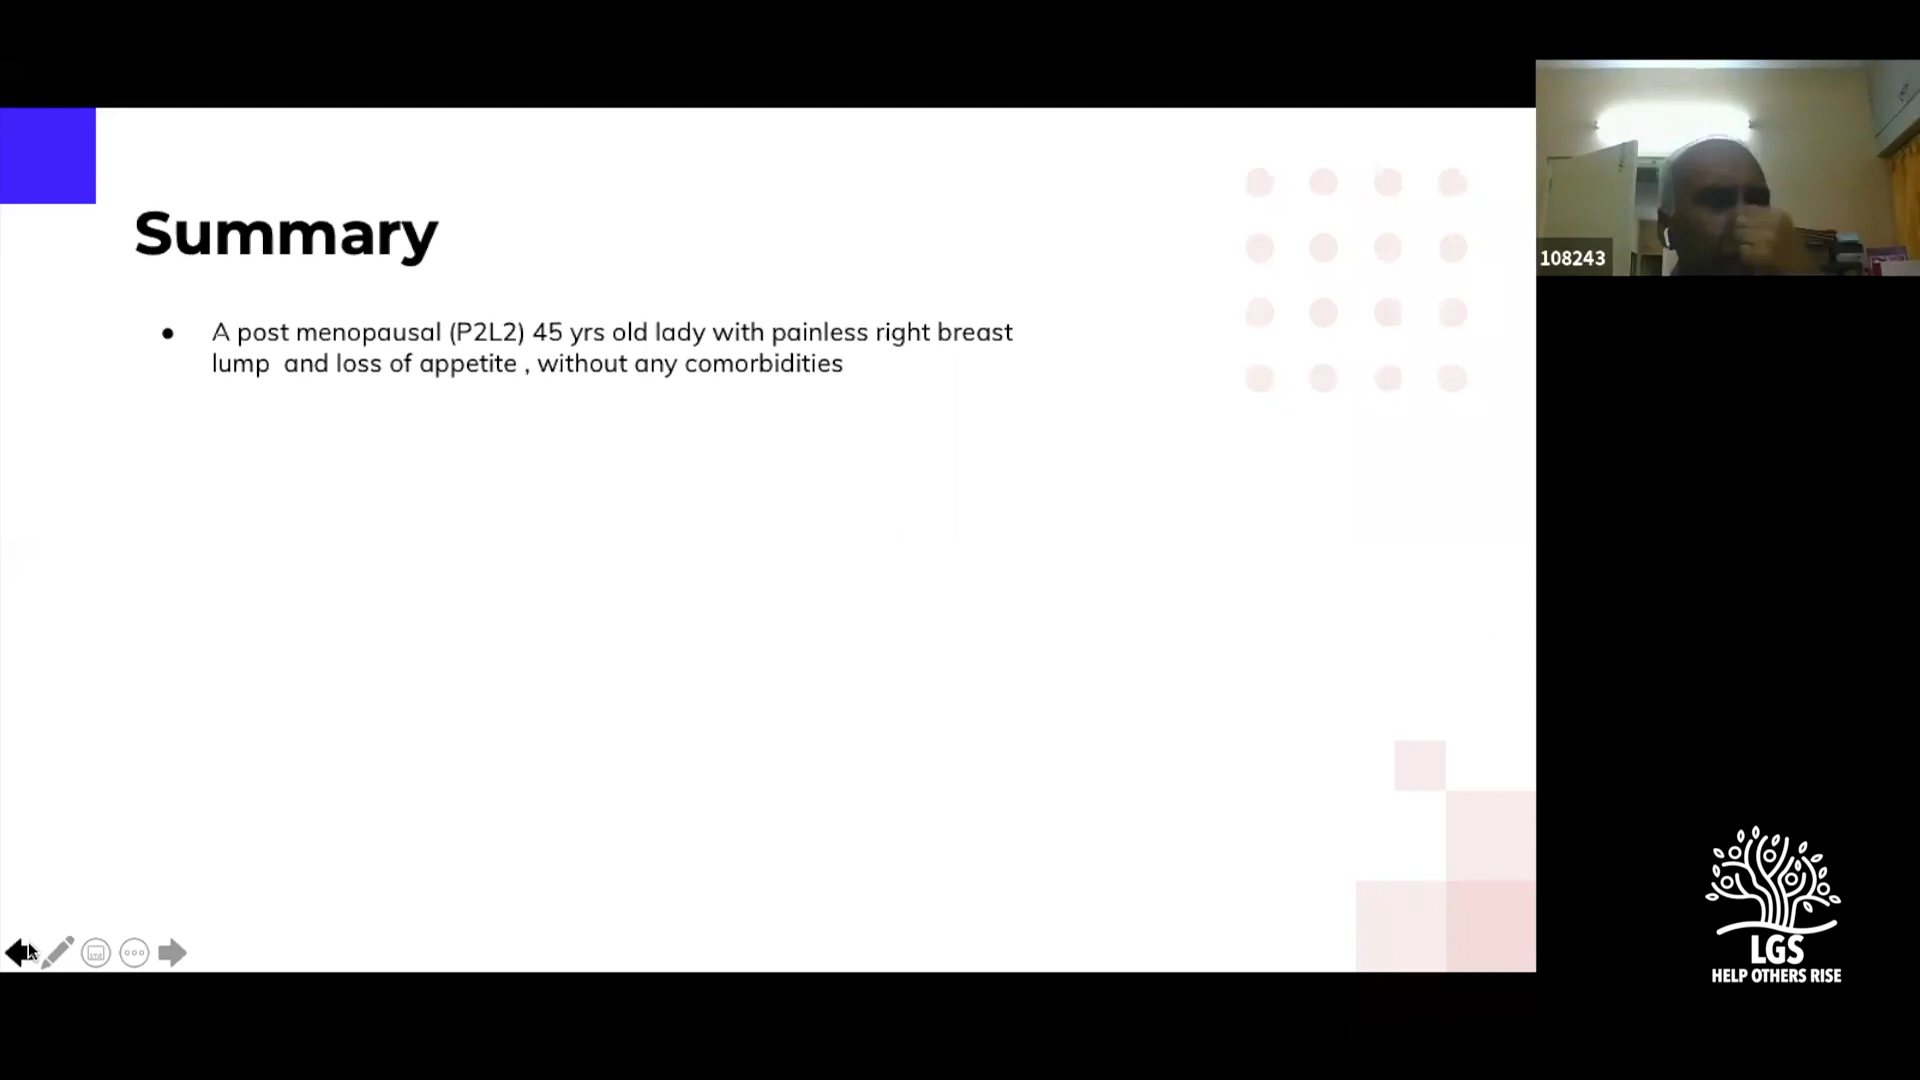 Summary
● A post menopausal (P2L2) 45 yrs old lady with painless right breast
lump and loss of appetite , without any comorbidities
108243
LGS
HELP OTHERS RISE